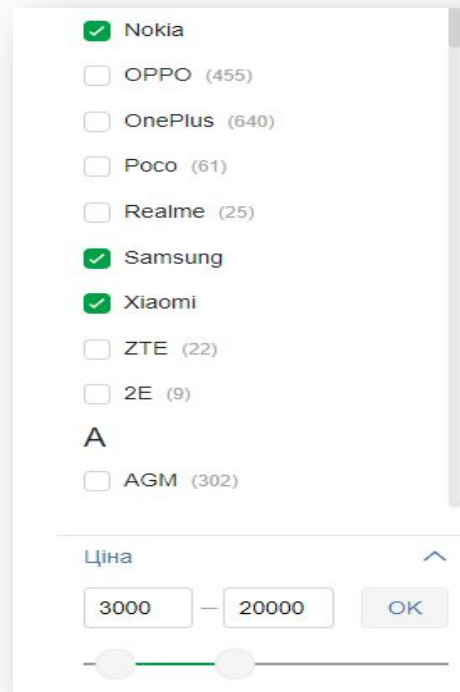 Nokia
OPPO (455)
OnePlus (640)
Poco (61)
Realme (25)
Samsung
Xiaomi
ZTE (22)
2E (9)
A
AGM (302)
Ціна
3000 — 20000 OK